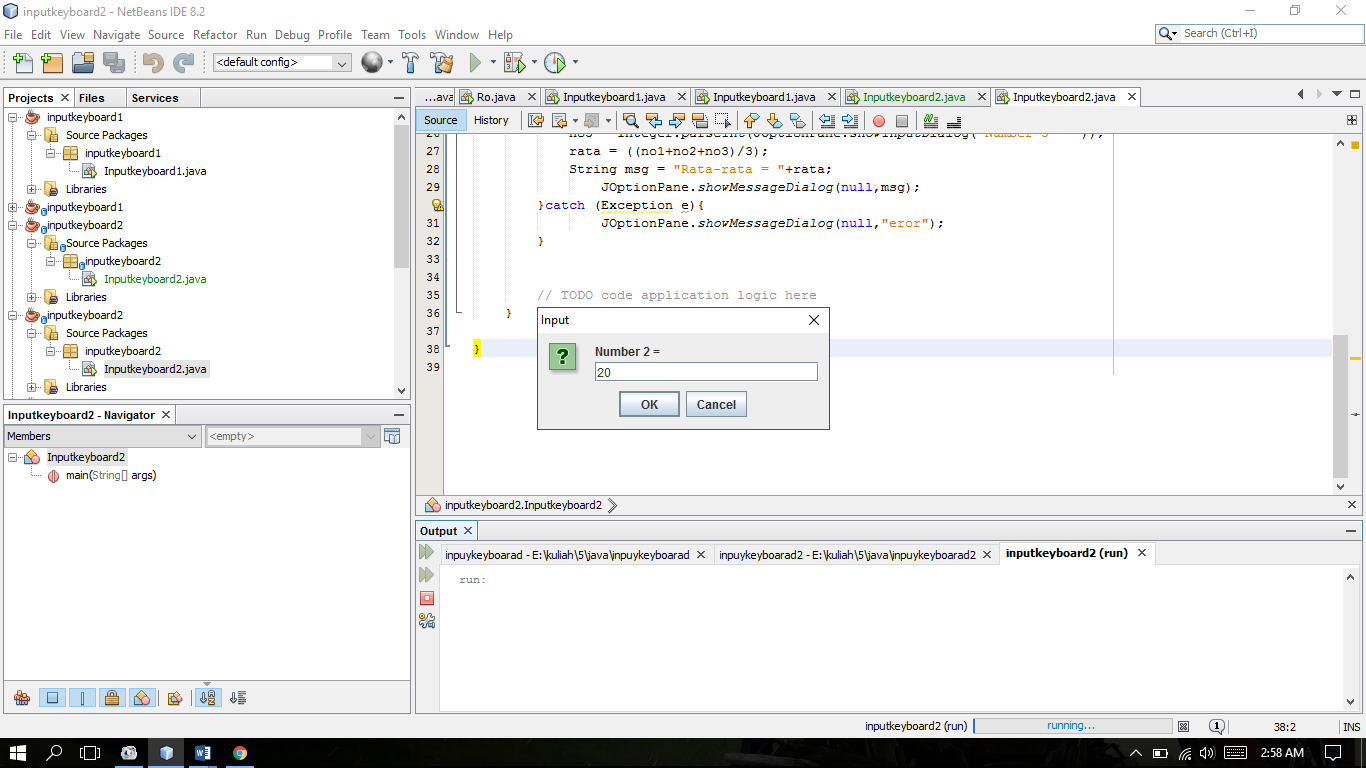 inputkeyboard2 - NetBeans IDE 8.2
File Edit View Navigate Source Refactor Run Debug Profile Team Tools Window Help
Search (Ctrl+I)
<default config>
Projects Files Services
inputkeyboard1
Source Packages
inputkeyboard1
Inputkeyboard1.java
Libraries
inputkeyboard1
inputkeyboard2
Source Packages
inputkeyboard2
Inputkeyboard2.java
Libraries
inputkeyboard2
Source Packages
inputkeyboard2
Inputkeyboard2.java
Libraries
Inputkeyboard2 - Navigator
Members <empty>
Inputkeyboard2
main(String[] args)
...ava Ro.java Inputkeyboard1.java Inputkeyboard1.java Inputkeyboard2.java Inputkeyboard2.java
Source History
27 rata = ((no1+no2+no3)/3);
28 String msg = "Rata-rata = "+rata;
29 JOptionPane.showMessageDialog(null,msg);
}catch (Exception e){
31 JOptionPane.showMessageDialog(null,"eror");
32 }
33
34
35 // TODO code application logic here
36 }
37
38 }
39
Input
Number 2 =
20
OK Cancel
inputkeyboard2.Inputkeyboard2
Output
inpuykeyboarad - E:\kuliah\5\java\inpuykeyboarad inpuykeyboarad2 - E:\kuliah\5\java\inpuykeyboarad2 inputkeyboard2 (run)
run:
inputkeyboard2 (run) running... 1 38:2 INS
2:58 AM